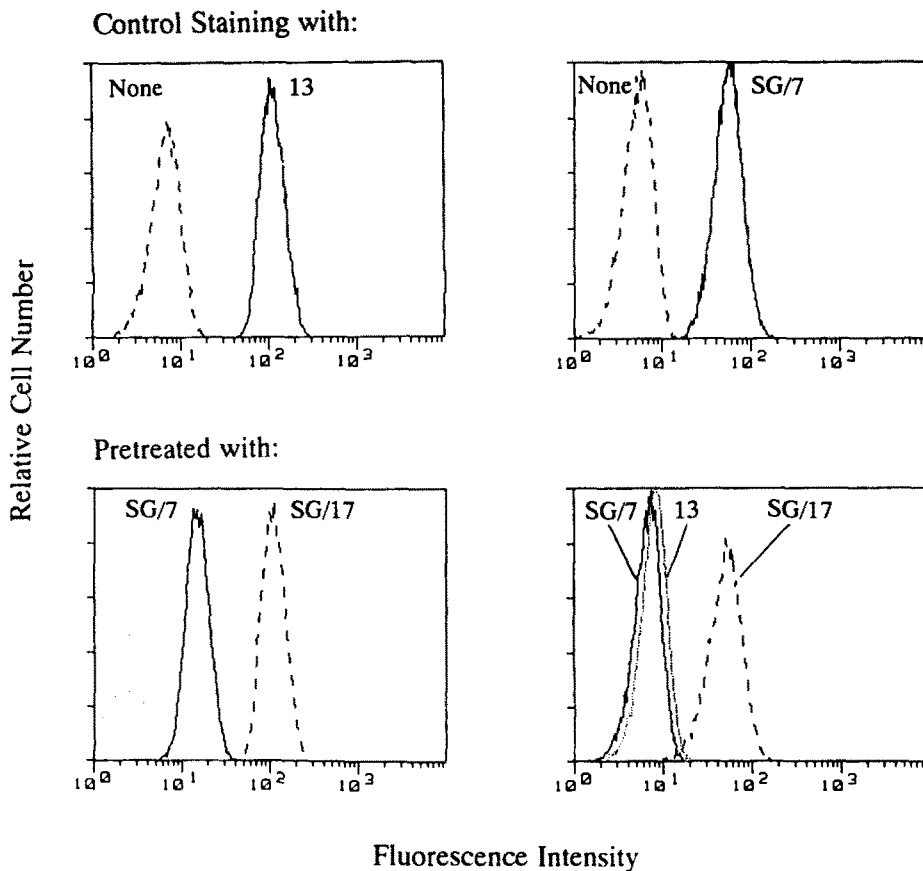 Control Staining with:
None 13
None SG/7
10⁰ 10¹ 10² 10³
10⁰ 10¹ 10² 10³
Relative Cell Number
Pretreated with:
SG/7 SG/17
SG/7 13 SG/17
10⁰ 10¹ 10² 10³
10⁰ 10¹ 10² 10³
Fluorescence Intensity